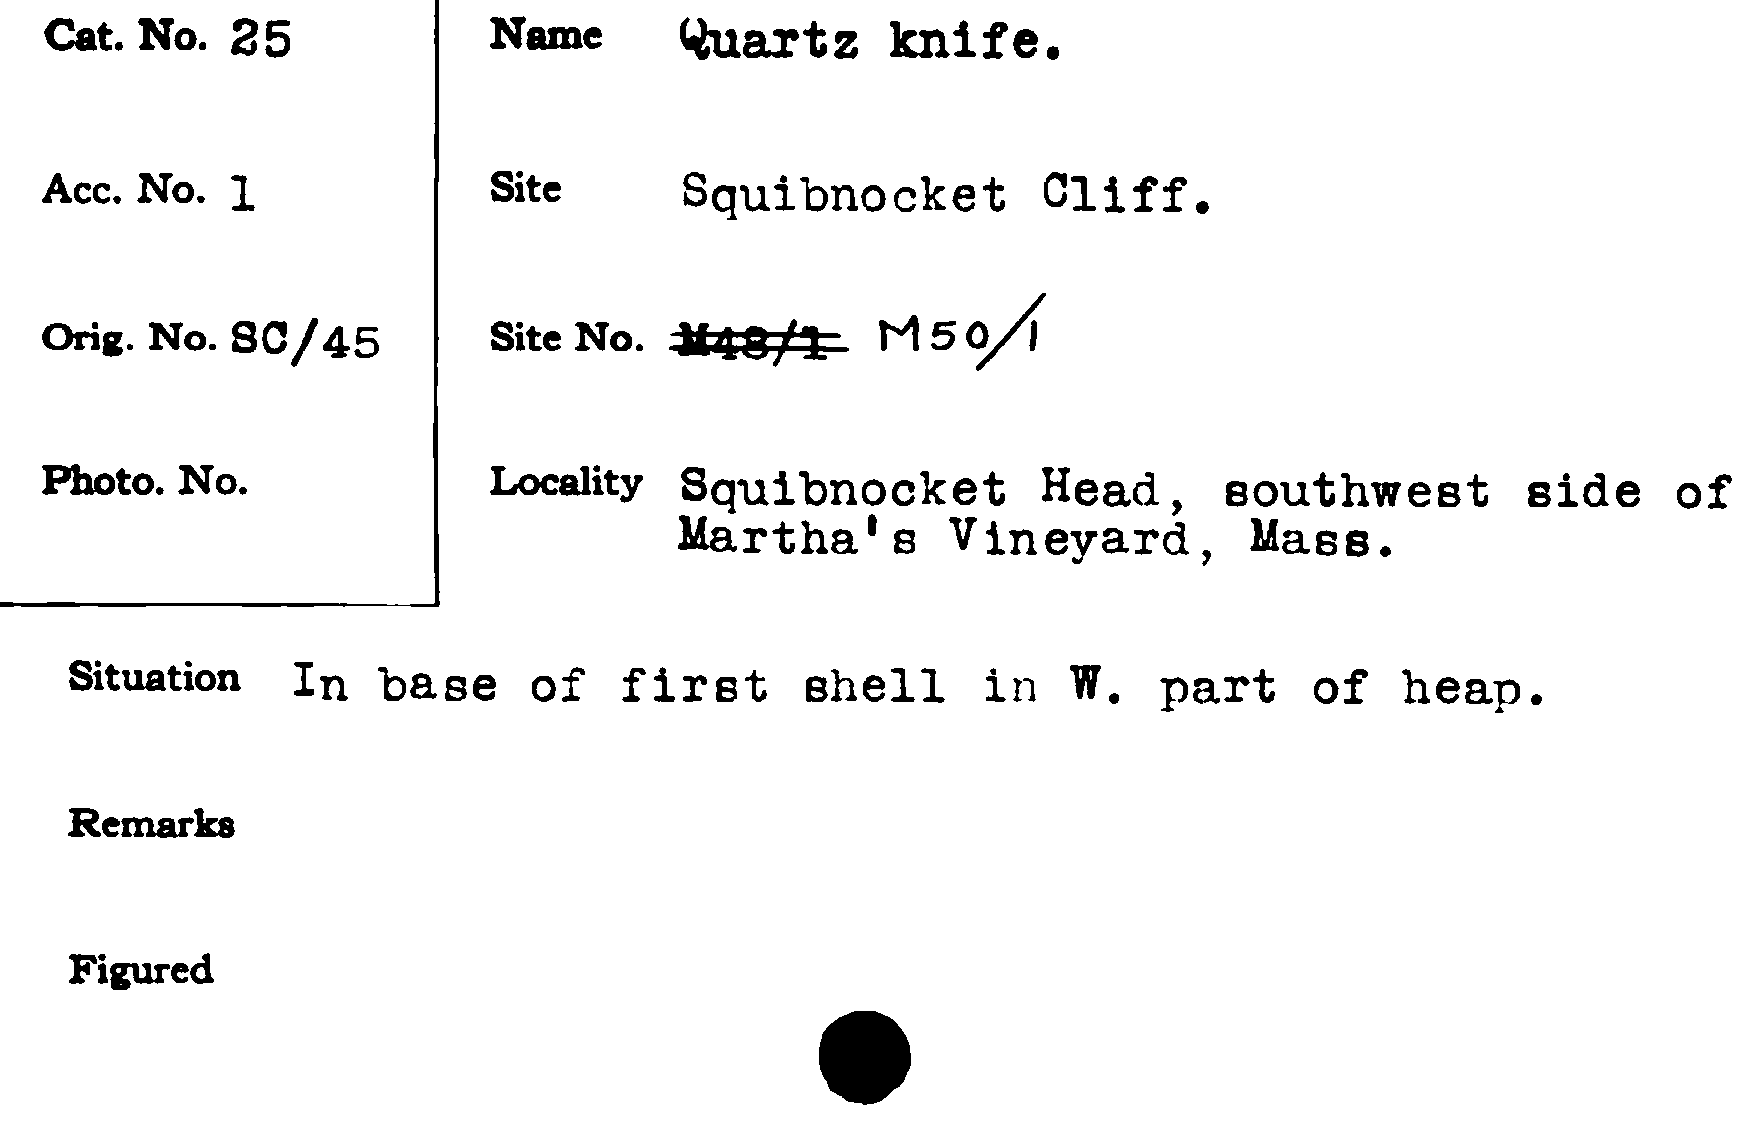 Cat. No. 25
Name Quartz knife.
Acc. No. 1
Site Squibnocket Cliff.
Orig. No. SC/45
Site No. M48/1 M50/1
Photo. No.
Locality Squibnocket Head, southwest side of
Martha's Vineyard, Mass.
Situation In base of first shell in W. part of heap.
Remarks
Figured